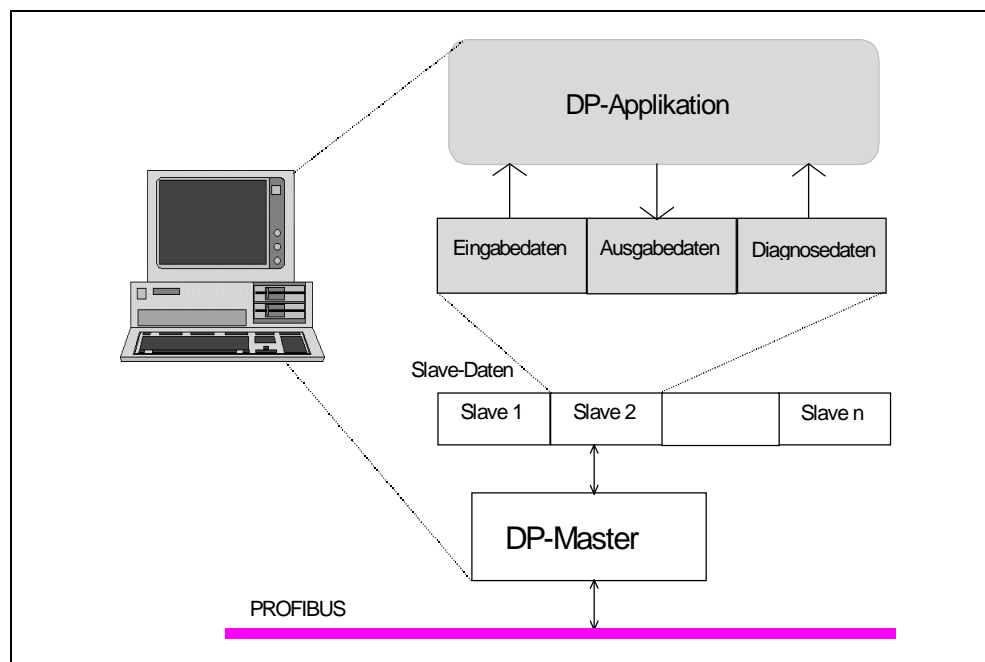 DP-Applikation
Eingabedaten
Ausgabedaten
Diagnosedaten
Slave-Daten
Slave 1
Slave 2
Slave n
DP-Master
PROFIBUS